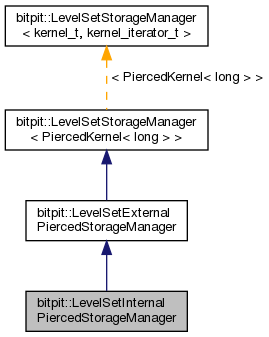 bitpit::LevelSetStorageManager
< kernel_t, kernel_iterator_t >
< PiercedKernel< long > >
bitpit::LevelSetStorageManager
< PiercedKernel< long > >
bitpit::LevelSetExternal
PiercedStorageManager
bitpit::LevelSetInternal
PiercedStorageManager